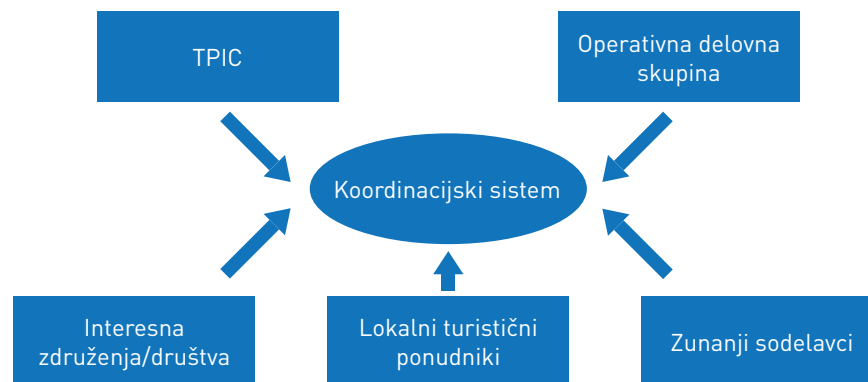 TPIC
Operativna delovna
skupina
Koordinacijski sistem
Interesna
združenja/društva
Lokalni turistični
ponudniki
Zunanji sodelavci